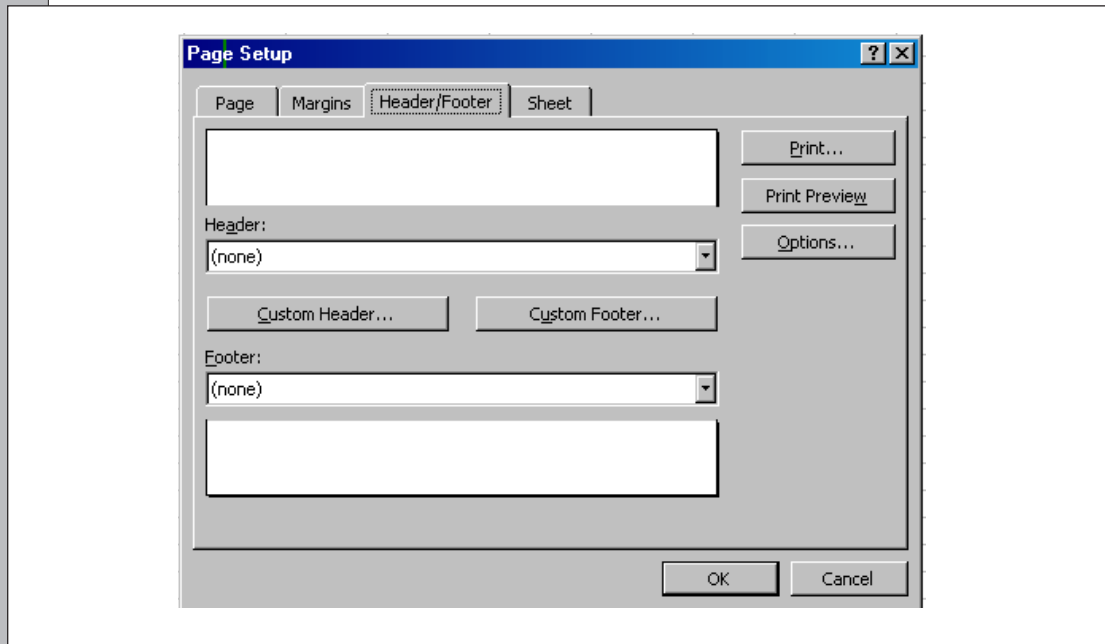 Page Setup
Page Margins Header/Footer Sheet
Print...
Print Preview
Options...
Header:
(none)
Custom Header... Custom Footer...
Footer:
(none)
OK Cancel